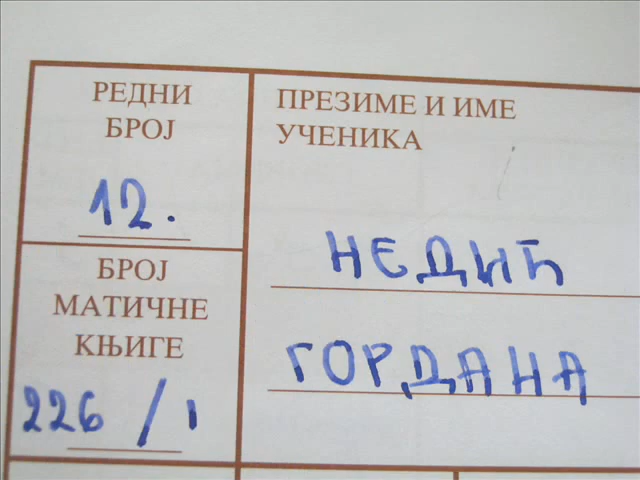 РЕДНИ
БРОЈ
12.
БРОЈ
МАТИЧНЕ
КЊИГЕ
226 / 1
ПРЕЗИМЕ И ИМЕ
УЧЕНИКА
НЕДИЋ
ГОРДАНА